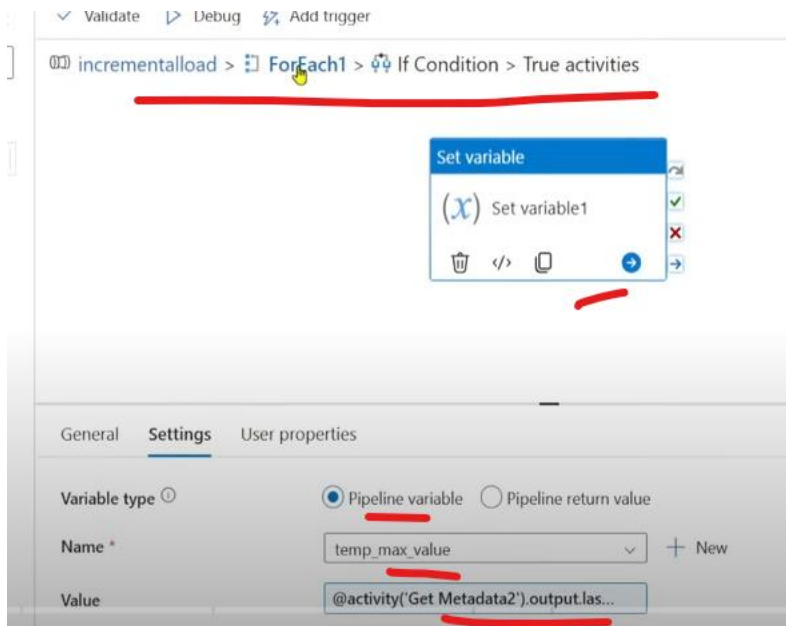 Validate Debug Add trigger
incrementalload > ForEach1 > If Condition > True activities
Set variable
(x) Set variable1
General Settings User properties
Variable type Pipeline variable Pipeline return value
Name * temp_max_value + New
Value @activity('Get Metadata2').output.las...